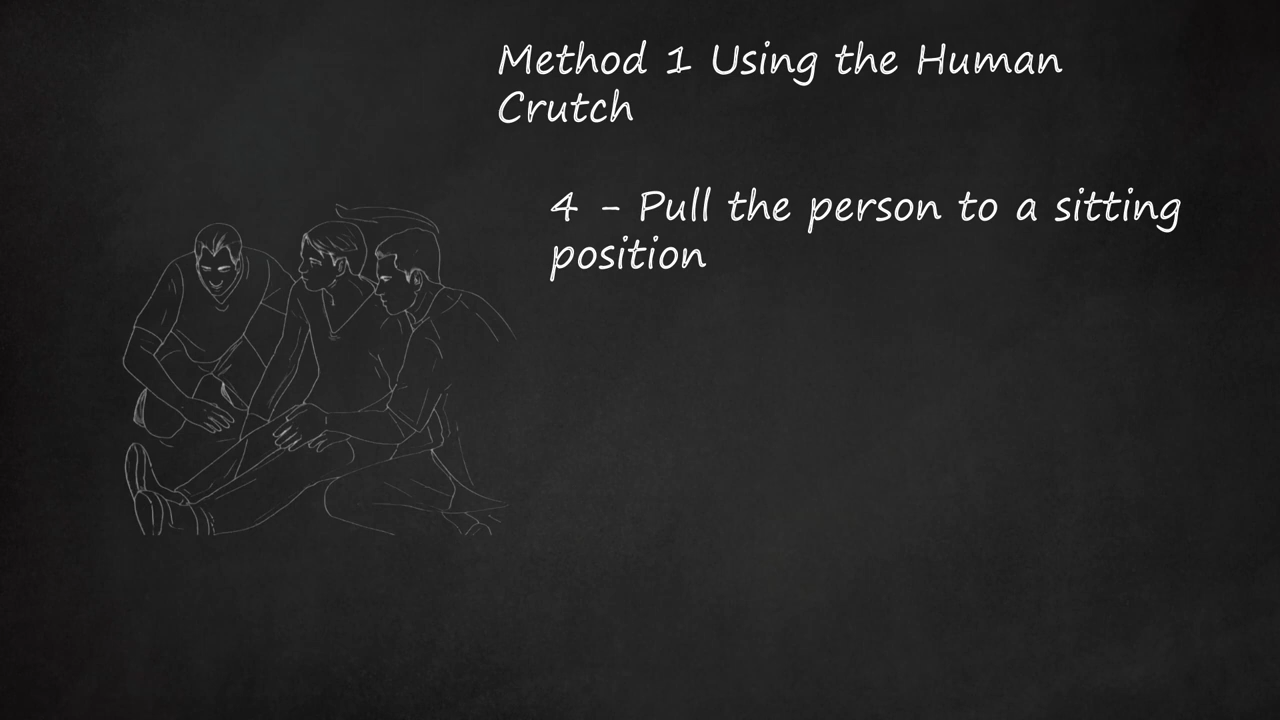 Method 1 Using the Human
Crutch
4 - Pull the person to a sitting
position